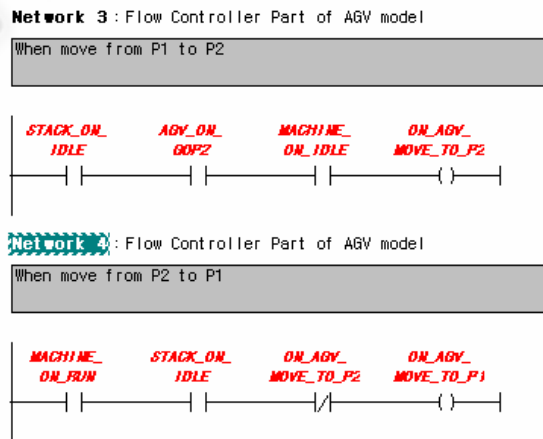 Network 3 : Flow Controller Part of AGV model
When move from P1 to P2
STACK_ON_ AGV_ON_ MACHINE_ ON_AGV_
IDLE GOP2 ON_IDLE MOVE_TO_P2
Network 4 : Flow Controller Part of AGV model
When move from P2 to P1
MACHINE_ STACK_ON_ ON_AGV_ ON_AGV_
ON_RUN IDLE MOVE_TO_P2 MOVE_TO_P1